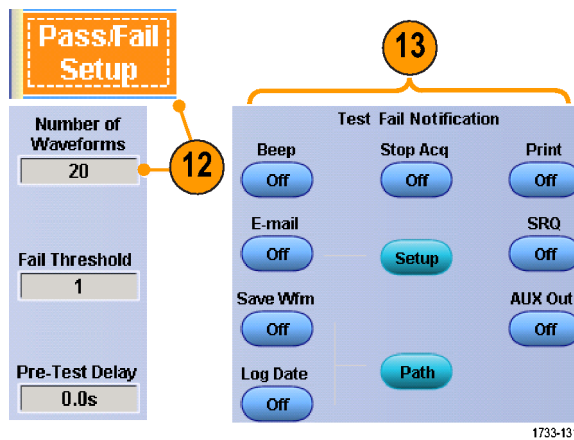 Pass/Fail
Setup
Number of
Waveforms
20
12
Fail Threshold
1
Pre-Test Delay
0.0s
13
Test Fail Notification
Beep
Stop Acq
Print
Off
Off
Off
E-mail
SRQ
Off
Setup
Off
Save Wfm
AUX Out
Off
Off
Log Date
Path
Off
1733-131